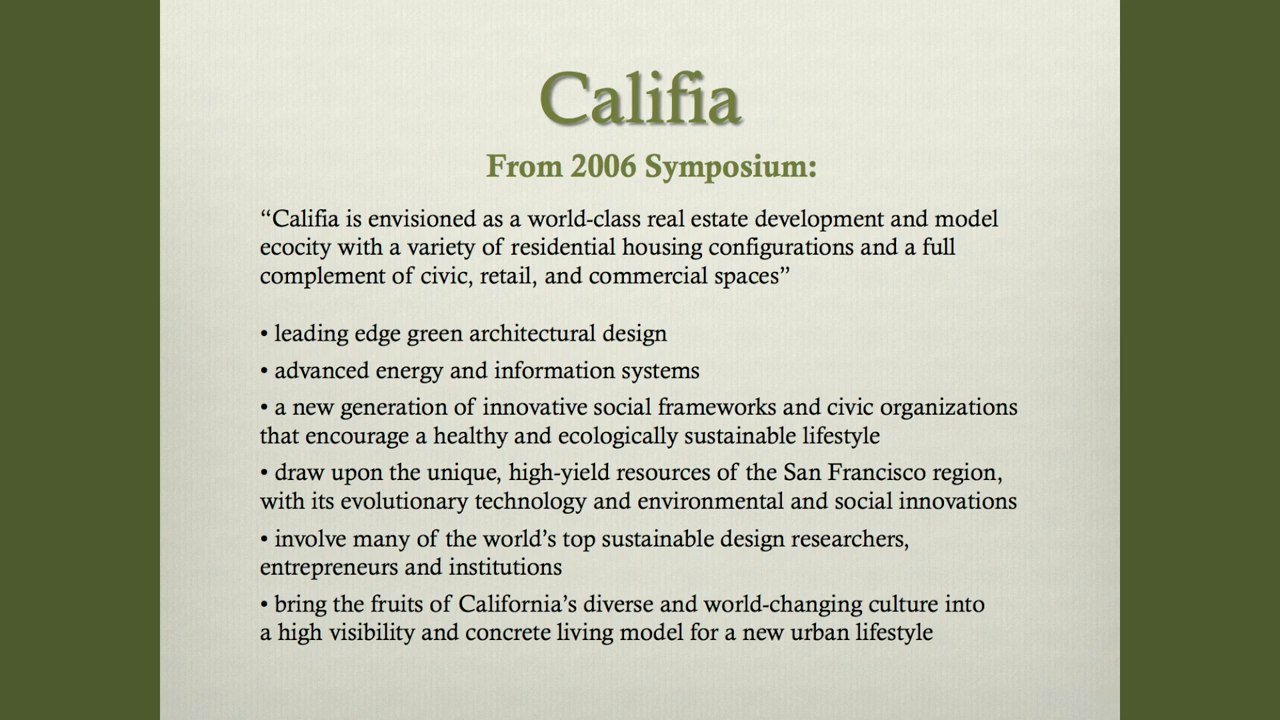 Califia
From 2006 Symposium:
“Califia is envisioned as a world-class real estate development and model
ecocity with a variety of residential housing configurations and a full
complement of civic, retail, and commercial spaces”
• leading edge green architectural design
• advanced energy and information systems
• a new generation of innovative social frameworks and civic organizations
that encourage a healthy and ecologically sustainable lifestyle
• draw upon the unique, high-yield resources of the San Francisco region,
with its evolutionary technology and environmental and social innovations
• involve many of the world’s top sustainable design researchers,
entrepreneurs and institutions
• bring the fruits of California’s diverse and world-changing culture into
a high visibility and concrete living model for a new urban lifestyle